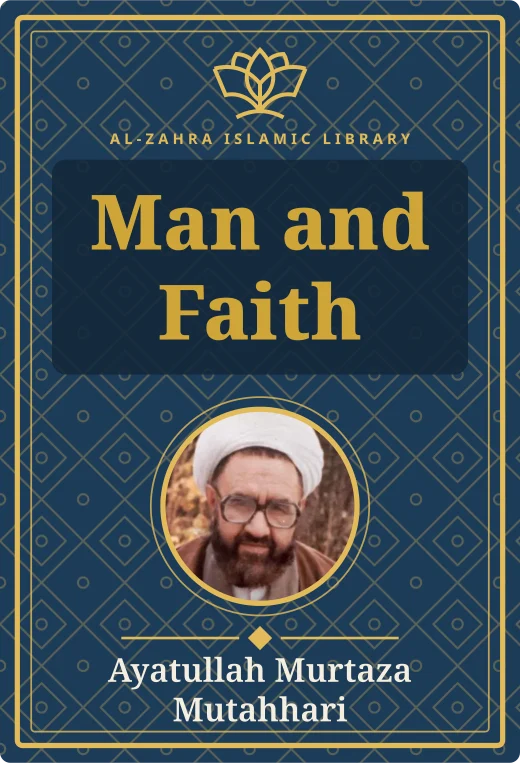 AL-ZAHRA ISLAMIC LIBRARY
Man and
Faith
Ayatullah Murtaza
Mutahhari